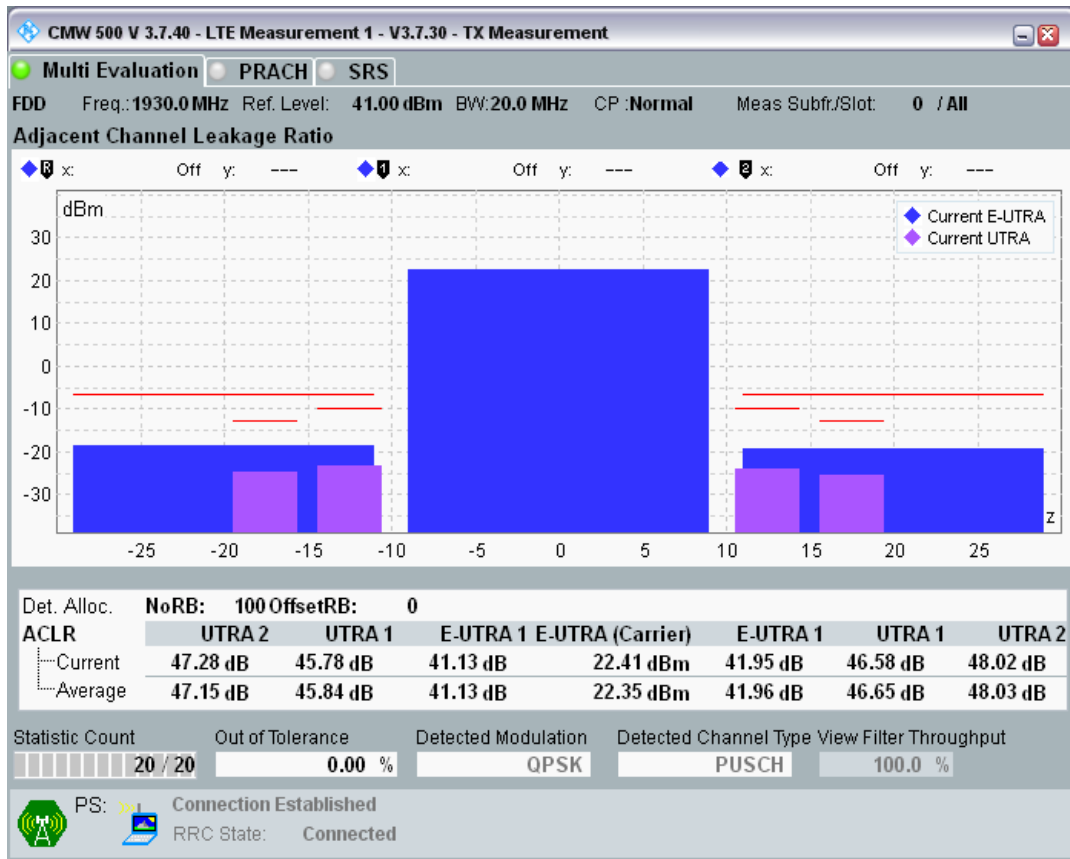 CMW 500 V 3.7.40 - LTE Measurement 1 - V3.7.30 - TX Measurement
Multi Evaluation PRACH SRS
FDD Freq.: 1930.0 MHz Ref. Level: 41.00 dBm BW: 20.0 MHz CP :Normal Meas Subfr./Slot: 0 / All
Adjacent Channel Leakage Ratio
R x: Off y: --- 1 x: Off y: --- 2 x: Off y: ---
dBm
Current E-UTRA
Current UTRA
30
20
10
0
-10
-20
-30
z
-25 -20 -15 -10 -5 0 5 10 15 20 25
Det. Alloc. NoRB: 100 OffsetRB: 0
ACLR UTRA 2 UTRA 1 E-UTRA 1 E-UTRA (Carrier) E-UTRA 1 UTRA 1 UTRA 2
Current 47.28 dB 45.78 dB 41.13 dB 22.41 dBm 41.95 dB 46.58 dB 48.02 dB
Average 47.15 dB 45.84 dB 41.13 dB 22.35 dBm 41.96 dB 46.65 dB 48.03 dB
Statistic Count Out of Tolerance Detected Modulation Detected Channel Type View Filter Throughput
20 / 20 0.00 % QPSK PUSCH 100.0 %
PS: Connection Established
RRC State: Connected